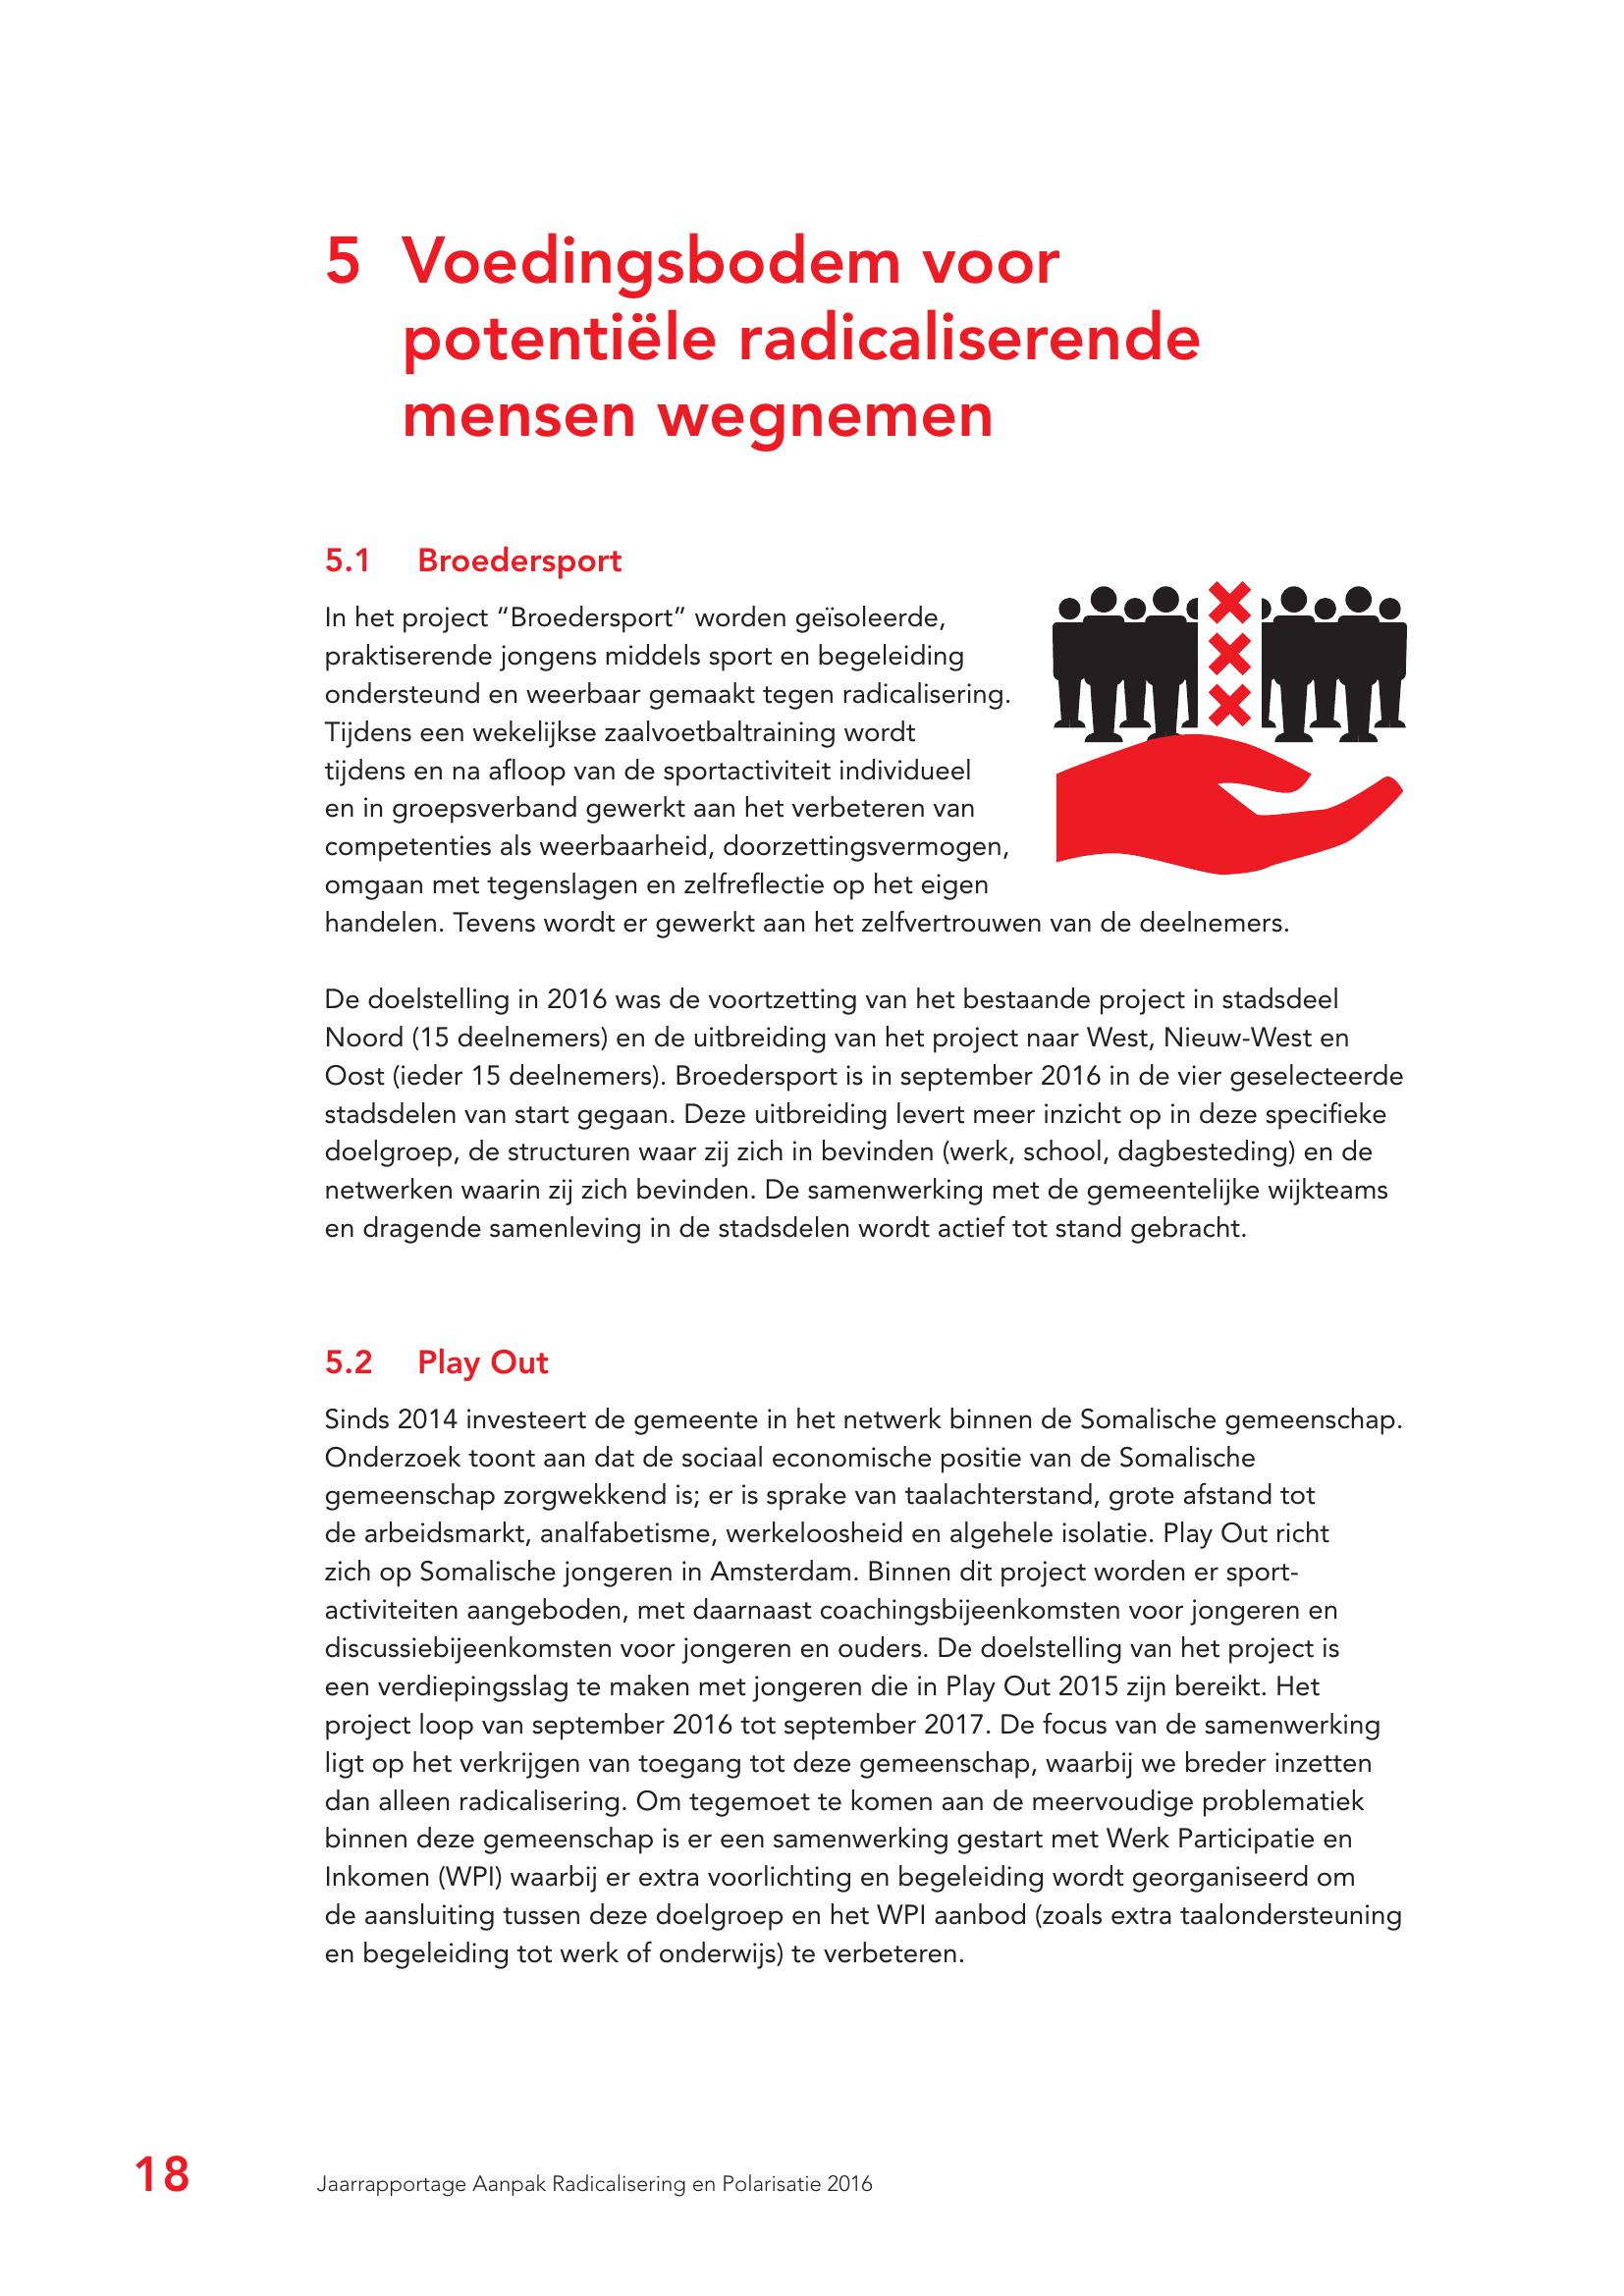 5 Voedingsbodem voor
potentiële radicaliserende
mensen wegnemen
5.1 Broedersport
In het project “Broedersport” worden geïsoleerde,
praktiserende jongens middels sport en begeleiding
ondersteund en weerbaar gemaakt tegen radicalisering.
Tijdens een wekelijkse zaalvoetbaltraining wordt
tijdens en na afloop van de sportactiviteit individueel
en in groepsverband gewerkt aan het verbeteren van
competenties als weerbaarheid, doorzettingsvermogen,
omgaan met tegenslagen en zelfreflectie op het eigen
handelen. Tevens wordt er gewerkt aan het zelfvertrouwen van de deelnemers.
De doelstelling in 2016 was de voortzetting van het bestaande project in stadsdeel
Noord (15 deelnemers) en de uitbreiding van het project naar West, Nieuw-West en
Oost (ieder 15 deelnemers). Broedersport is in september 2016 in de vier geselecteerde
stadsdelen van start gegaan. Deze uitbreiding levert meer inzicht op in deze specifieke
doelgroep, de structuren waar zij zich in bevinden (werk, school, dagbesteding) en de
netwerken waarin zij zich bevinden. De samenwerking met de gemeentelijke wijkteams
en dragende samenleving in de stadsdelen wordt actief tot stand gebracht.
5.2 Play Out
Sinds 2014 investeert de gemeente in het netwerk binnen de Somalische gemeenschap.
Onderzoek toont aan dat de sociaal economische positie van de Somalische
gemeenschap zorgwekkend is; er is sprake van taalachterstand, grote afstand tot
de arbeidsmarkt, analfabetisme, werkeloosheid en algehele isolatie. Play Out richt
zich op Somalische jongeren in Amsterdam. Binnen dit project worden er sport-
activiteiten aangeboden, met daarnaast coachingsbijeenkomsten voor jongeren en
discussiebijeenkomsten voor jongeren en ouders. De doelstelling van het project is
een verdiepingsslag te maken met jongeren die in Play Out 2015 zijn bereikt. Het
project loop van september 2016 tot september 2017. De focus van de samenwerking
ligt op het verkrijgen van toegang tot deze gemeenschap, waarbij we breder inzetten
dan alleen radicalisering. Om tegemoet te komen aan de meervoudige problematiek
binnen deze gemeenschap is er een samenwerking gestart met Werk Participatie en
Inkomen (WPI) waarbij er extra voorlichting en begeleiding wordt georganiseerd om
de aansluiting tussen deze doelgroep en het WPI aanbod (zoals extra taalondersteuning
en begeleiding tot werk of onderwijs) te verbeteren.
18 Jaarrapportage Aanpak Radicalisering en Polarisatie 2016